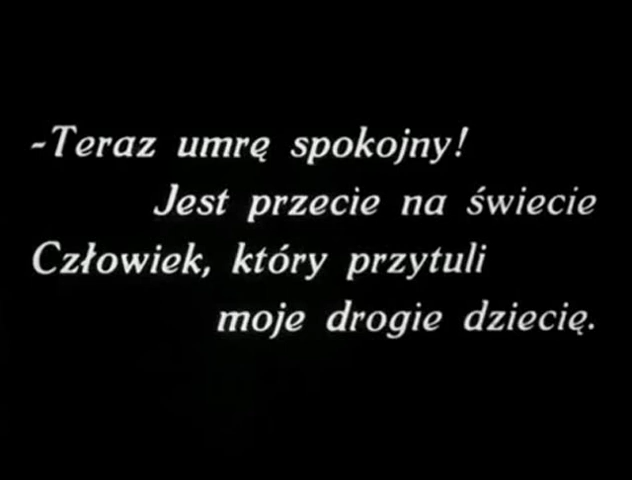 -Teraz umrę spokojny!
Jest przecie na świecie
Człowiek, który przytuli
moje drogie dziecię.